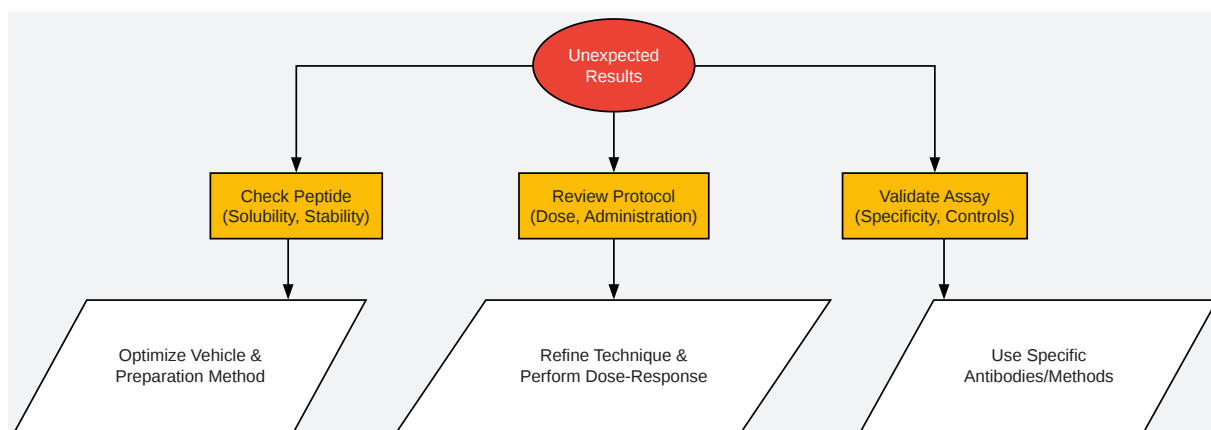 Unexpected
Results
Check Peptide
(Solubility, Stability)
Review Protocol
(Dose, Administration)
Validate Assay
(Specificity, Controls)
Optimize Vehicle &
Preparation Method
Refine Technique &
Perform Dose-Response
Use Specific
Antibodies/Methods